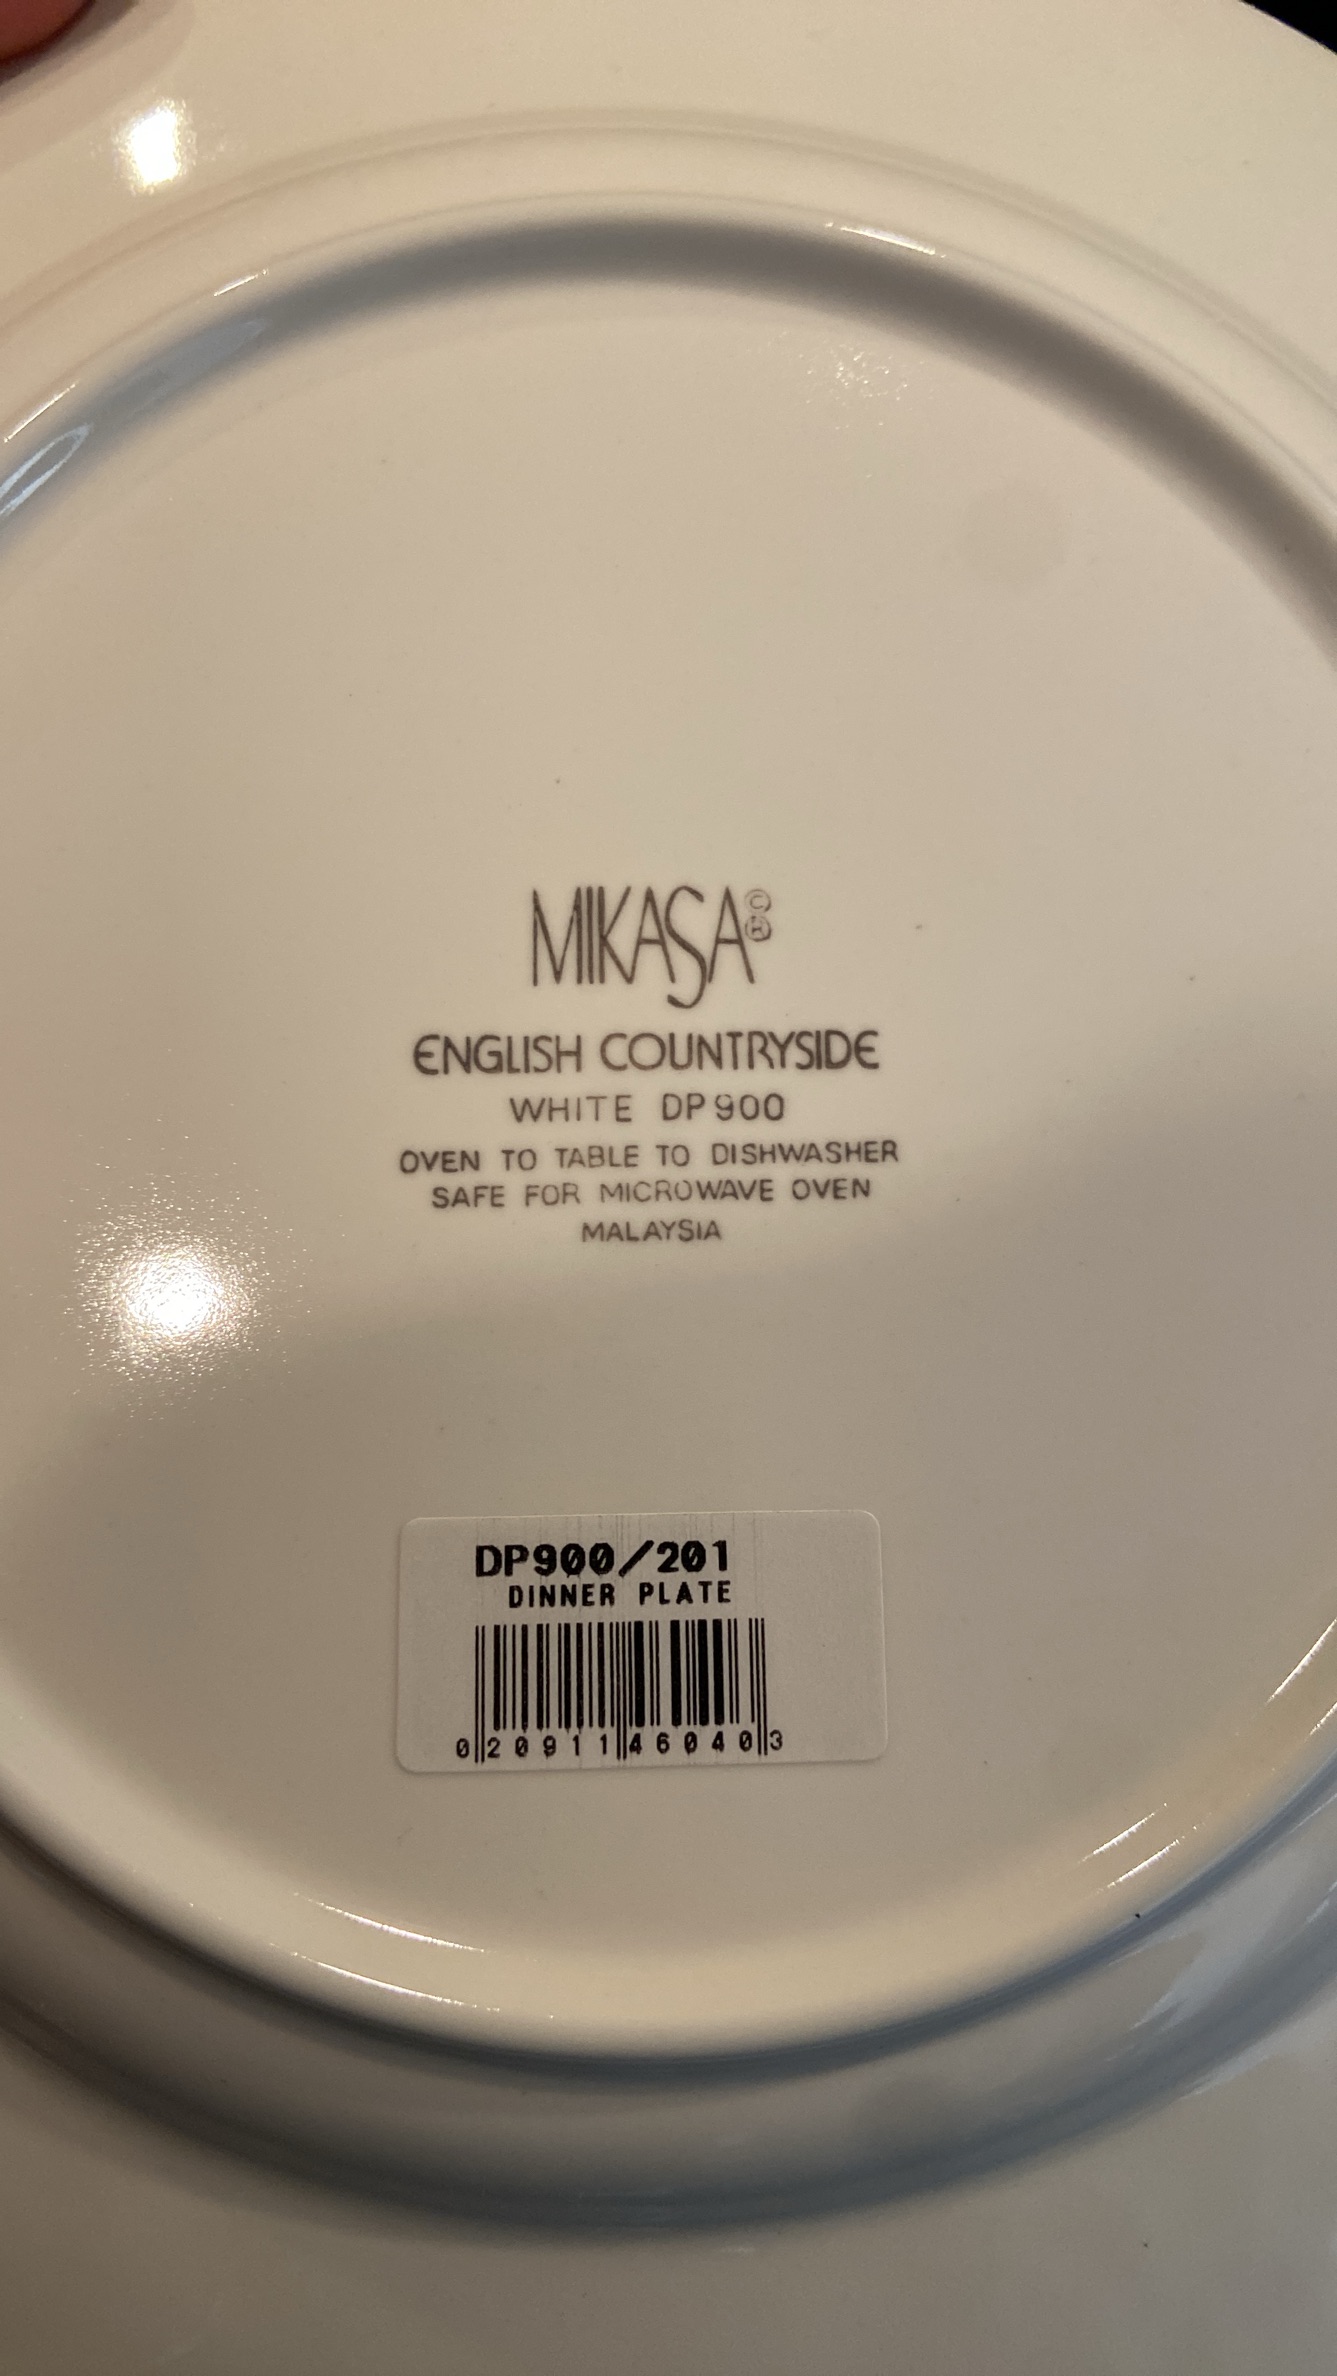 MIKASA©®
ENGLISH COUNTRYSIDE
WHITE DP900
OVEN TO TABLE TO DISHWASHER
SAFE FOR MICROWAVE OVEN
MALAYSIA
DP900/201
DINNER PLATE
0 20911 46040 3